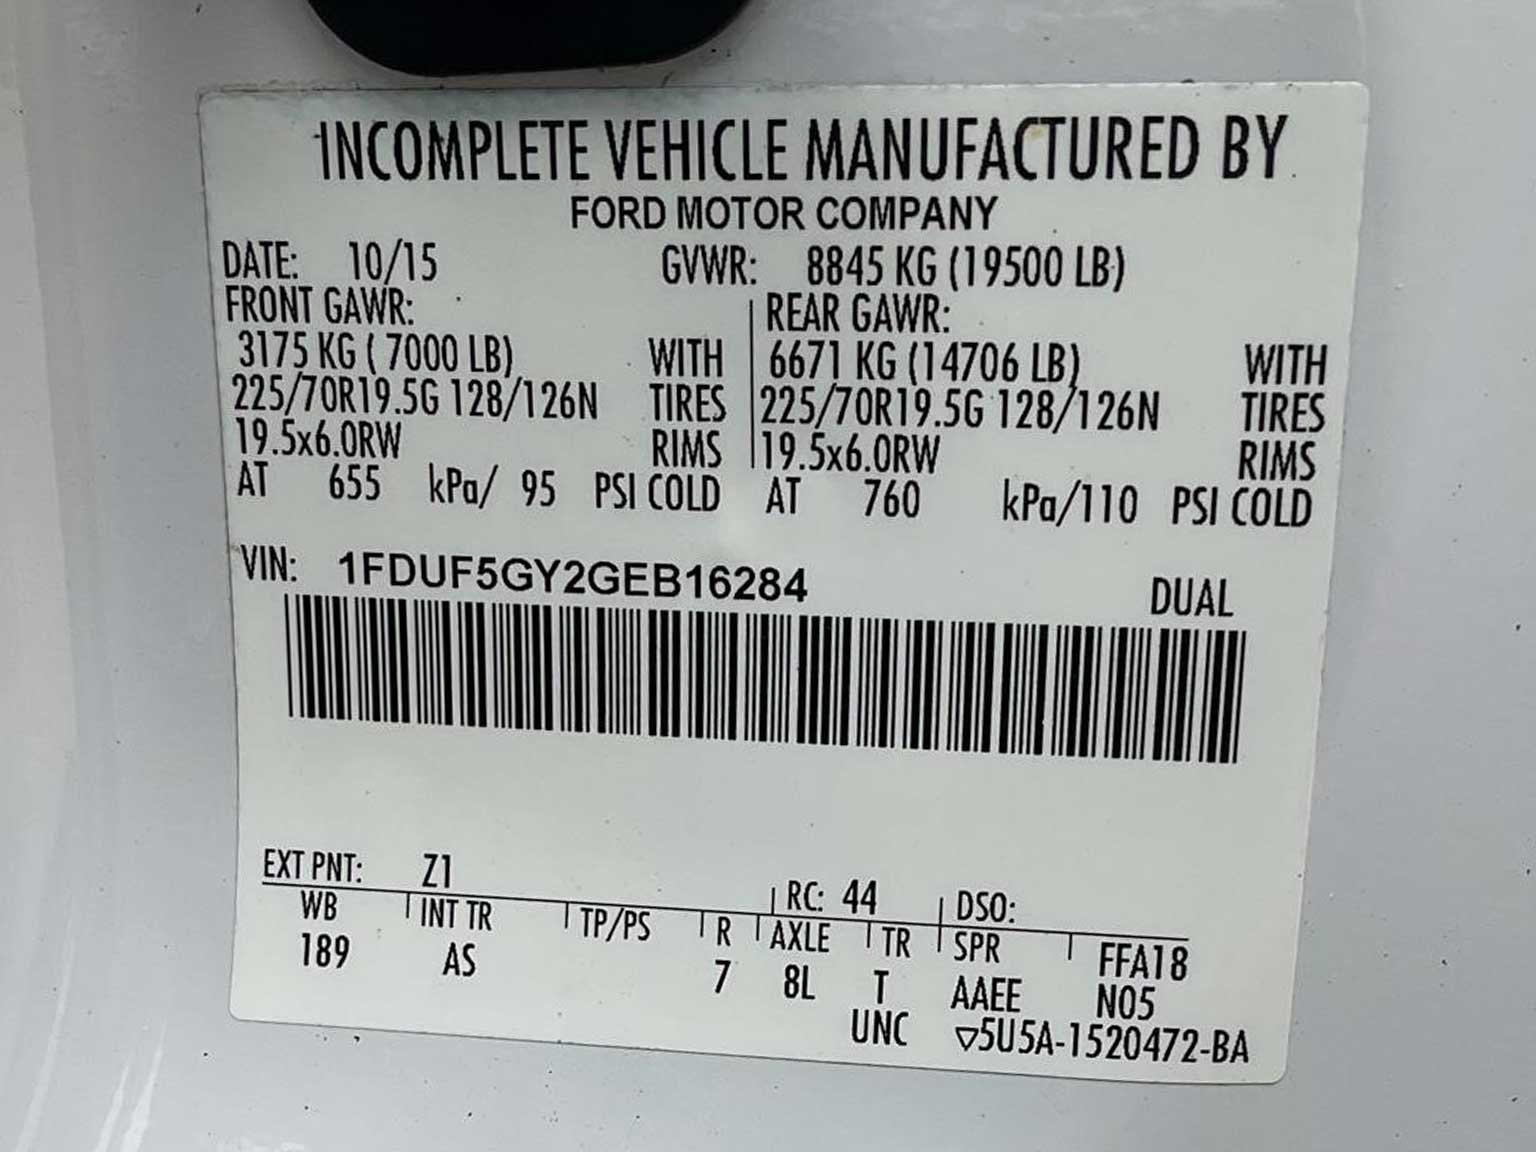 INCOMPLETE VEHICLE MANUFACTURED BY
FORD MOTOR COMPANY
DATE: 10/15 GVWR: 8845 KG (19500 LB)
FRONT GAWR: REAR GAWR:
3175 KG ( 7000 LB) WITH 6671 KG (14706 LB) WITH
225/70R19.5G 128/126N TIRES 225/70R19.5G 128/126N TIRES
19.5x6.0RW RIMS 19.5x6.0RW RIMS
AT 655 kPa/ 95 PSI COLD AT 760 kPa/110 PSI COLD
VIN: 1FDUF5GY2GEB16284 DUAL
EXT PNT: Z1 RC: 44 DSO:
WB INT TR TP/PS R AXLE TR SPR FFA18
189 AS 7 8L T AAEE N05
UNC ▽5U5A-1520472-BA